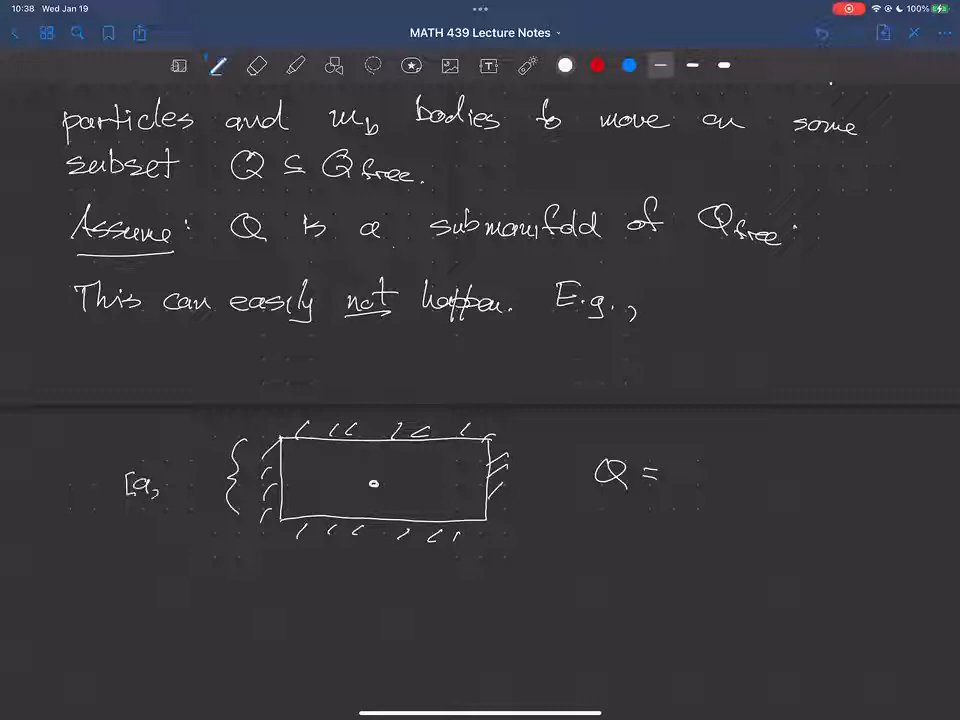 10:38 Wed Jan 19
100%
MATH 439 Lecture Notes
particles and m_b bodies to move on some
subset Q ⊆ Q_free.
Assume: Q is a submanifold of Q_free.
This can easily not happen. E.g.,
[a,
Q =